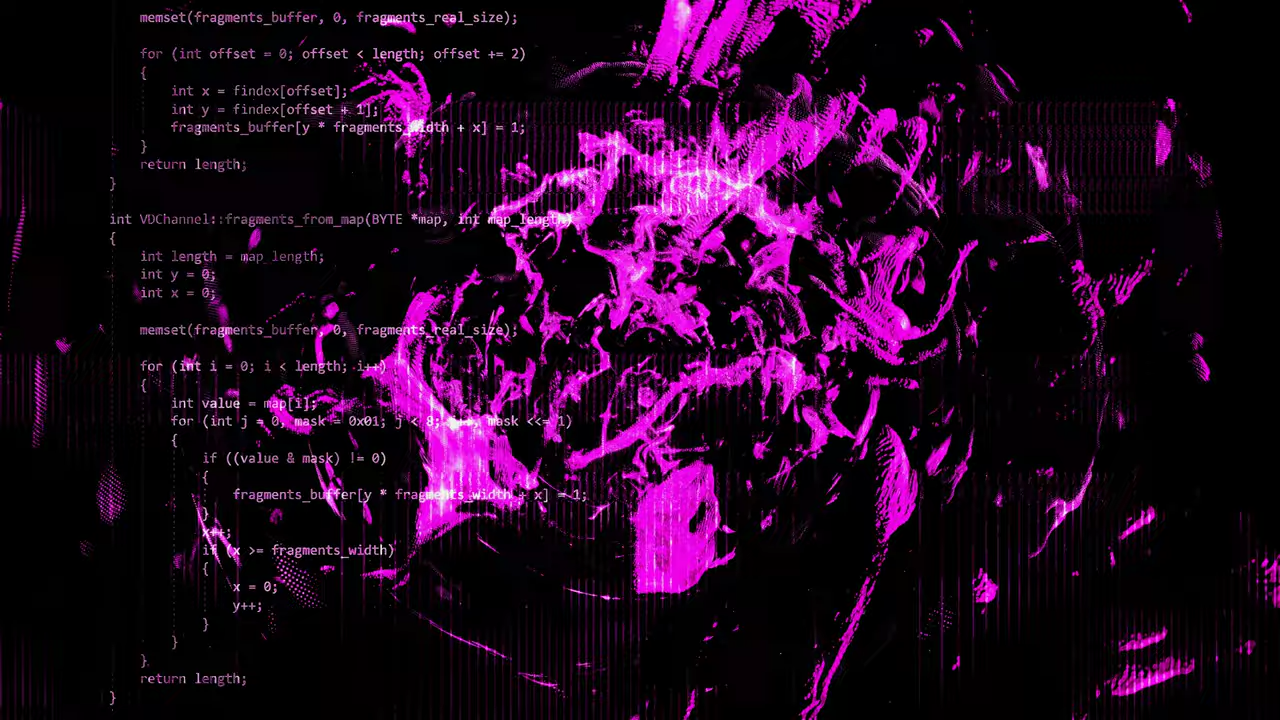 memset(fragments_buffer, 0, fragments_real_size);
for (int offset = 0; offset < length; offset += 2)
{
int x = findex[offset];
int y = findex[offset + 1];
fragments_buffer[y * fragments_width + x] = 1;
}
return length;
}
int VDChannel::fragments_from_map(BYTE *map, int map_length)
{
int length = map_length;
int y = 0;
int x = 0;
memset(fragments_buffer, 0, fragments_real_size);
for (int i = 0; i < length; i++)
{
int value = map[i];
for (int j = 0, mask = 0x01; j < 8; j++, mask <<= 1)
{
if ((value & mask) != 0)
{
fragments_buffer[y * fragments_width + x] = 1;
}
x++;
if (x >= fragments_width)
{
x = 0;
y++;
}
}
}
return length;
}